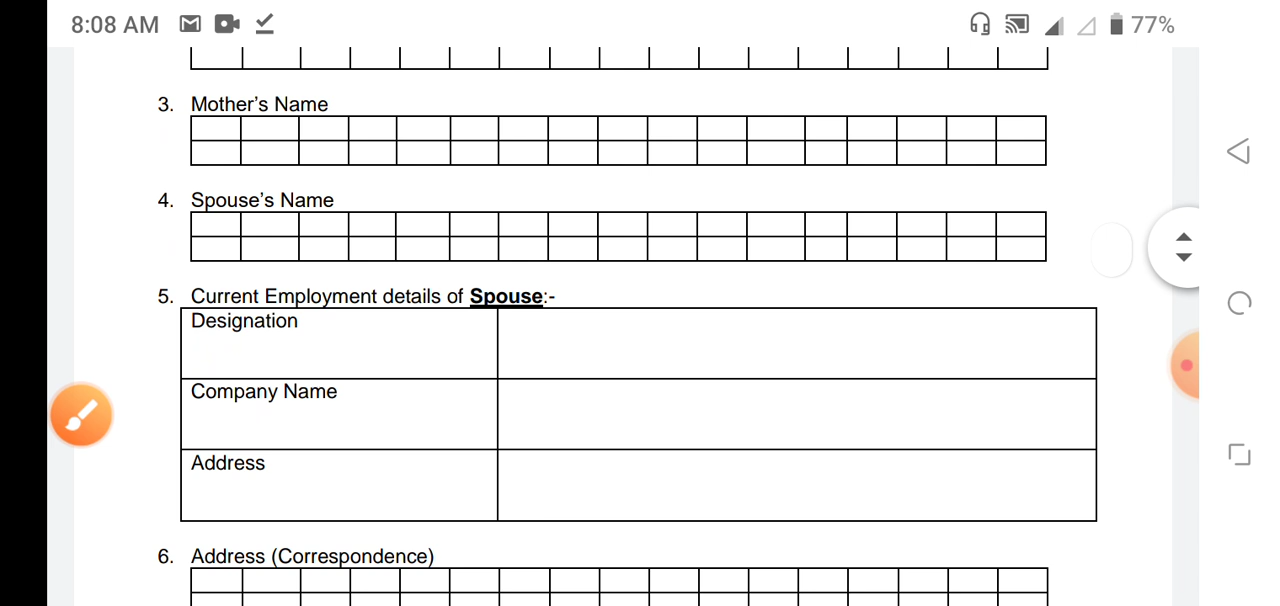 8:08 AM
77%
3. Mother's Name
4. Spouse's Name
5. Current Employment details of Spouse:-
Designation
Company Name
Address
6. Address (Correspondence)